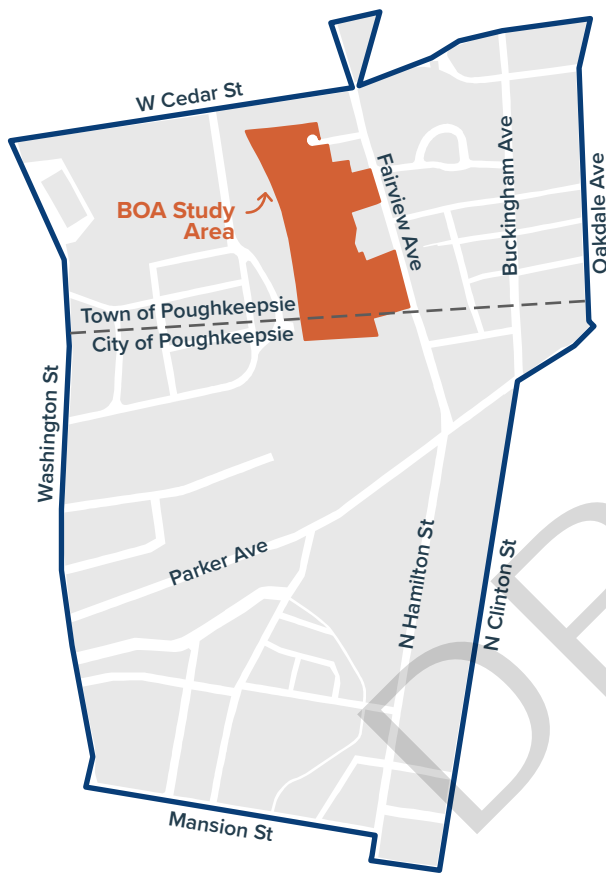 W Cedar St
Fairview Ave
Buckingham Ave
Oakdale Ave
BOA Study
Area
Town of Poughkeepsie
City of Poughkeepsie
Washington St
Parker Ave
N Hamilton St
N Clinton St
Mansion St